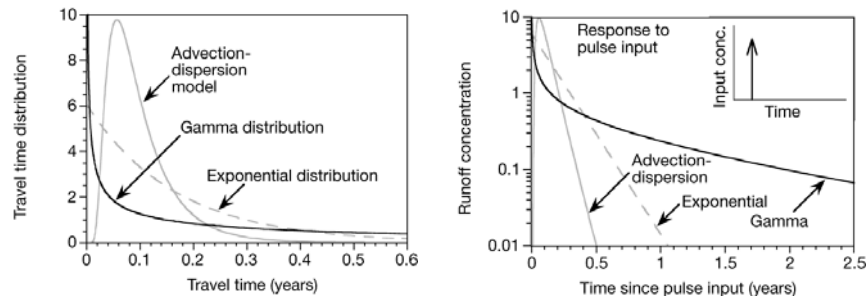 10
8
6
4
2
0
Travel time distribution
Advection-
dispersion
model
Gamma distribution
Exponential distribution
0
0.1
0.2
0.3
0.4
0.5
0.6
Travel time (years)
10
1
0.1
0.01
Runoff concentration
Response to
pulse input
Input conc.
Time
Advection-
dispersion
Exponential
Gamma
0
0.5
1
1.5
2
2.5
Time since pulse input (years)